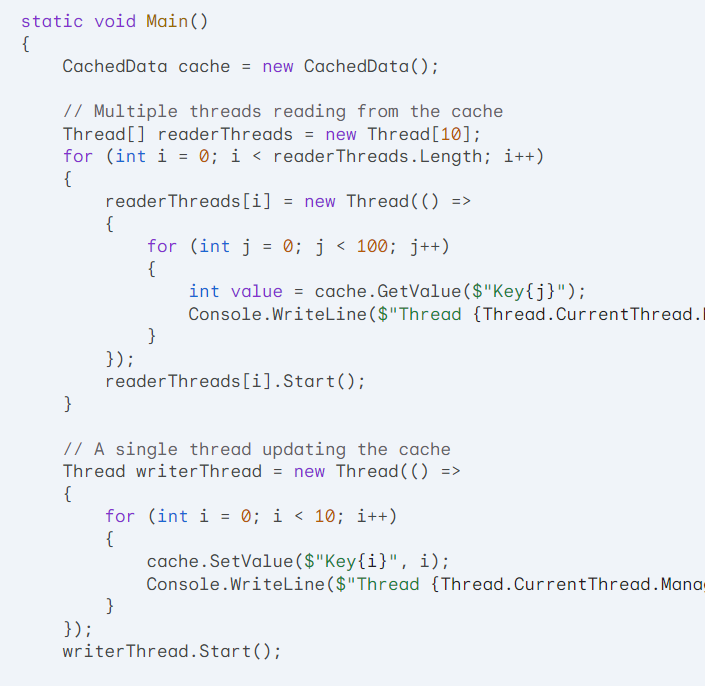 static void Main()
{
    CachedData cache = new CachedData();
    // Multiple threads reading from the cache
    Thread[] readerThreads = new Thread[10];
    for (int i = 0; i < readerThreads.Length; i++)
    {
        readerThreads[i] = new Thread(() =>
        {
            for (int j = 0; j < 100; j++)
            {
                int value = cache.GetValue($"Key{j}");
                Console.WriteLine($"Thread {Thread.CurrentThread.
            }
        });
        readerThreads[i].Start();
    }
    // A single thread updating the cache
    Thread writerThread = new Thread(() =>
    {
        for (int i = 0; i < 10; i++)
        {
            cache.SetValue($"Key{i}", i);
            Console.WriteLine($"Thread {Thread.CurrentThread.Mana
        }
    });
    writerThread.Start();